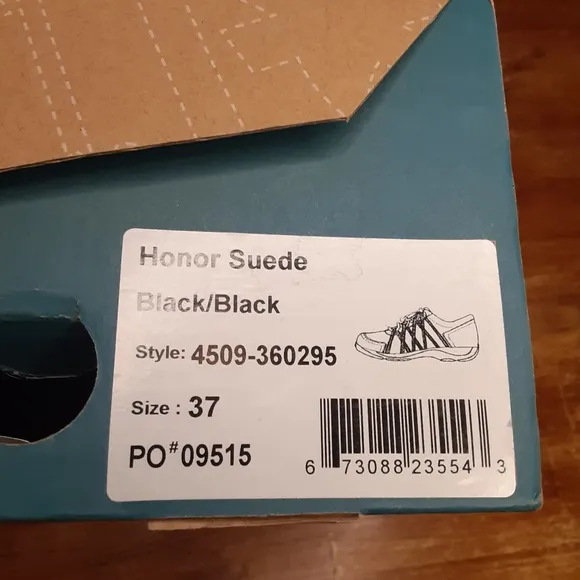 Honor Suede
Black/Black
Style: 4509-360295
Size : 37
PO#09515
6 73088 23554 3